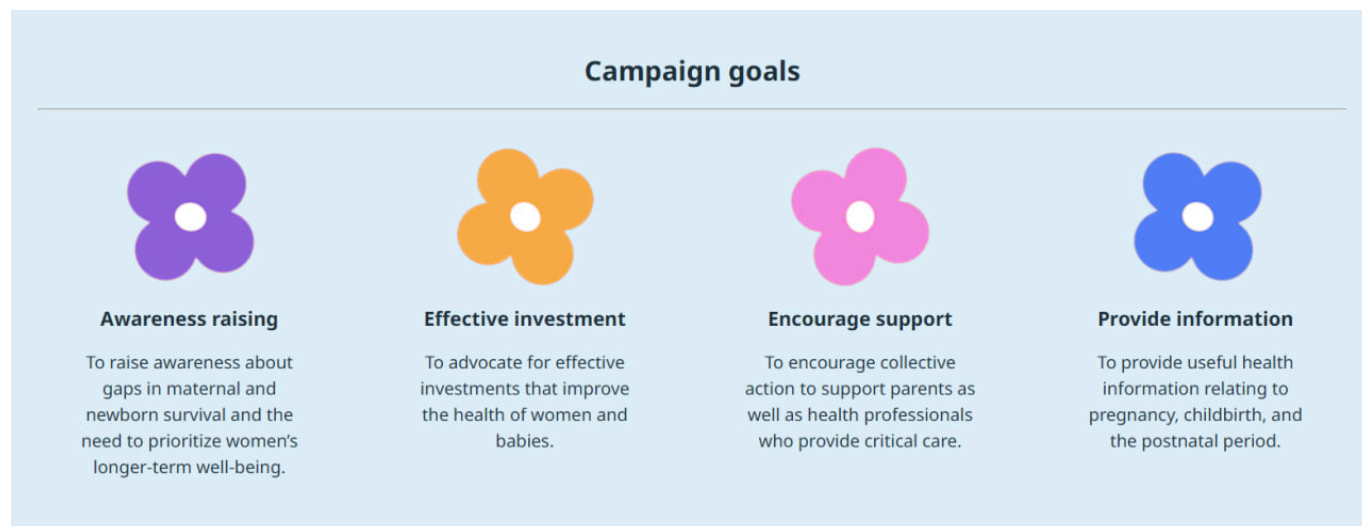 Campaign goals
Awareness raising
To raise awareness about
gaps in maternal and
newborn survival and the
need to prioritize women’s
longer-term well-being.
Effective investment
To advocate for effective
investments that improve
the health of women and
babies.
Encourage support
To encourage collective
action to support parents as
well as health professionals
who provide critical care.
Provide information
To provide useful health
information relating to
pregnancy, childbirth, and
the postnatal period.